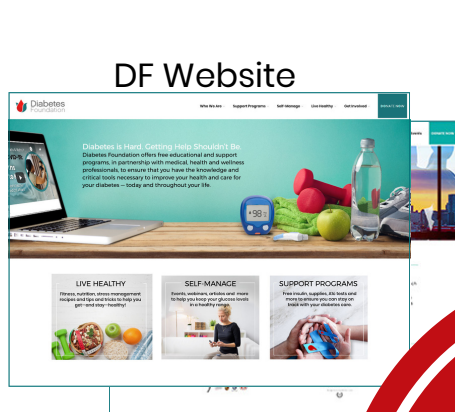 DF Website
Diabetes
Foundation
Who We Are Support Programs Self-Manage Live Healthy Get Involved DONATE NOW
Diabetes is Hard. Getting Help Shouldn't Be.
Diabetes Foundation offers free educational and support
programs, in partnership with medical, health and wellness
professionals, to ensure that you have the knowledge and
critical tools necessary to improve your health and care for
your diabetes — today and throughout your life.
98
LIVE HEALTHY
Fitness, nutrition, stress management
recipes and tips and tricks to help you
get—and stay—healthy!
SELF-MANAGE
Events, webinars, articles and more
to help you keep your glucose levels
in a healthy range.
SUPPORT PROGRAMS
Free insulin, supplies, A1c tests and
more to ensure you can stay on
track with your diabetes care.